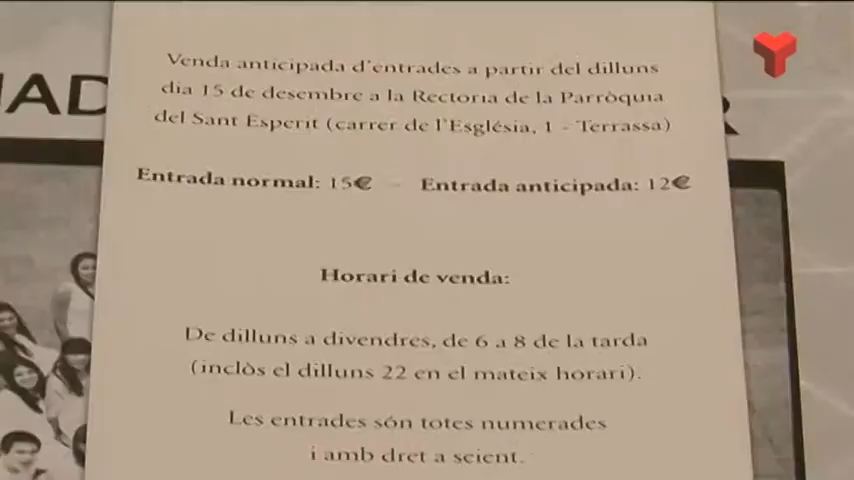 Venda anticipada d'entrades a partir del dilluns
dia 15 de desembre a la Rectoria de la Parròquia
del Sant Esperit (carrer de l'Església, 1 - Terrassa)
Entrada normal: 15€ - Entrada anticipada: 12€
Horari de venda:
De dilluns a divendres, de 6 a 8 de la tarda
(inclòs el dilluns 22 en el mateix horari).
Les entrades són totes numerades
i amb dret a seient.